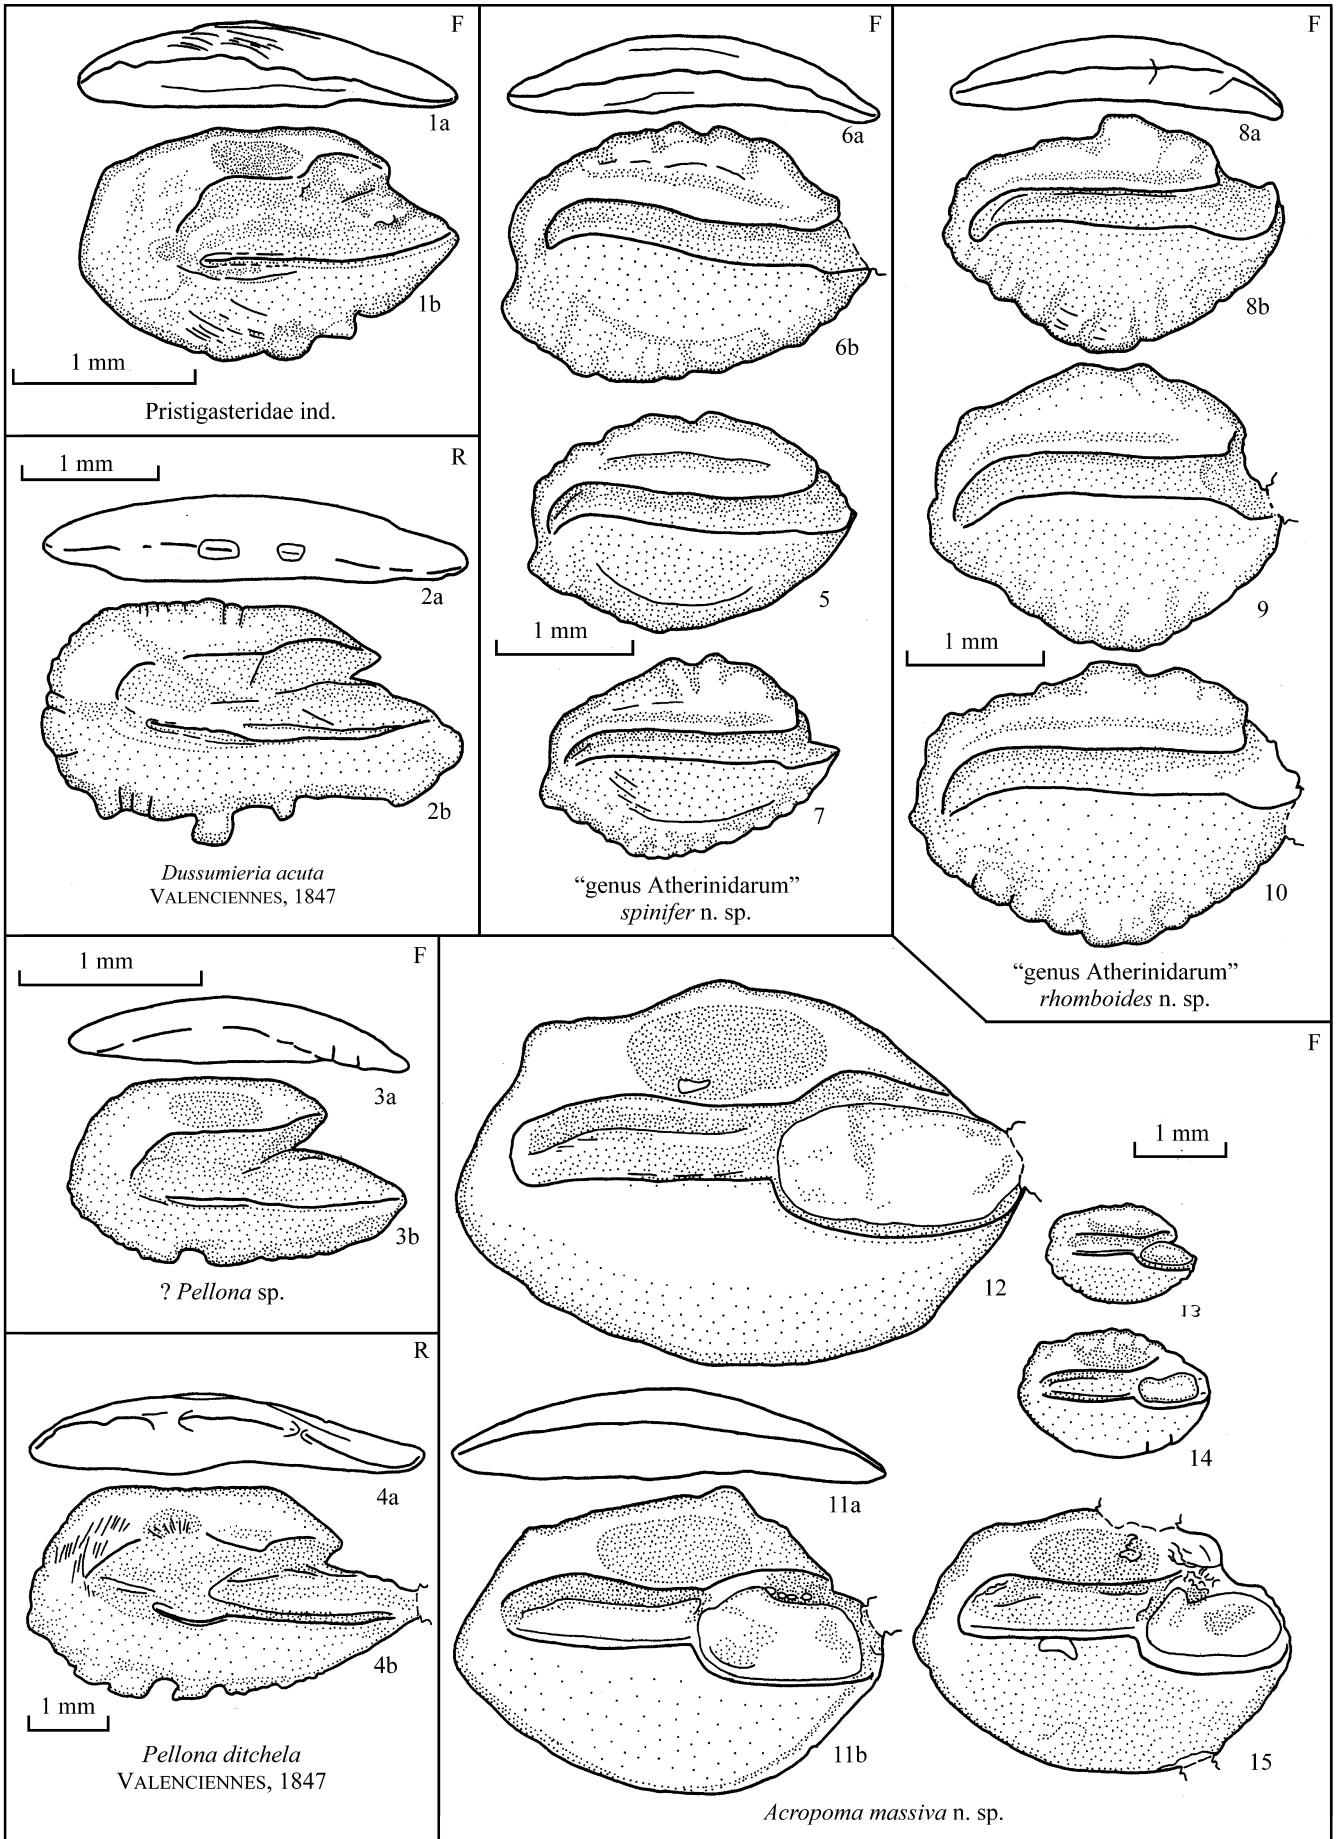 F
1a
1b
1 mm
Pristigasteridae ind.
R
1 mm
2a
2b
Dussumieria acuta
VALENCIENNES, 1847
F
1 mm
3a
3b
? Pellona sp.
R
4a
4b
1 mm
Pellona ditchela
VALENCIENNES, 1847
F
6a
6b
5
1 mm
7
“genus Atherinidarum”
spinifer n. sp.
F
8a
8b
9
1 mm
10
“genus Atherinidarum”
rhomboides n. sp.
F
12
1 mm
13
14
11a
11b
15
Acropoma massiva n. sp.